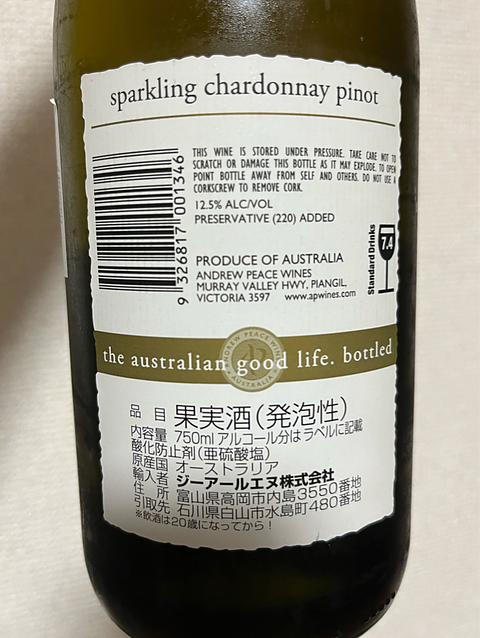 sparkling chardonnay pinot
THIS WINE IS STORED UNDER PRESSURE. TAKE CARE NOT TO
SCRATCH OR DAMAGE THIS BOTTLE AS IT MAY EXPLODE. TO OPEN
POINT BOTTLE AWAY FROM SELF AND OTHERS. DO NOT USE A
CORKSCREW TO REMOVE CORK.
12.5% ALC/VOL
PRESERVATIVE (220) ADDED
9 326817 001346
PRODUCE OF AUSTRALIA
ANDREW PEACE WINES
MURRAY VALLEY HWY, PIANGIL,
VICTORIA 3597 www.apwines.com
Standard Drinks
7.4
ANDREW PEACE WINES
AUSTRALIA
the australian good life. bottled
品 目 果実酒(発泡性)
内容量 750ml アルコール分はラベルに記載
酸化防止剤(亜硫酸塩)
原産国 オーストラリア
輸入者 ジーアールエヌ株式会社
住 所 富山県高岡市内島3550番地
引取先 石川県白山市水島町480番地
※飲酒は20歳になってから!